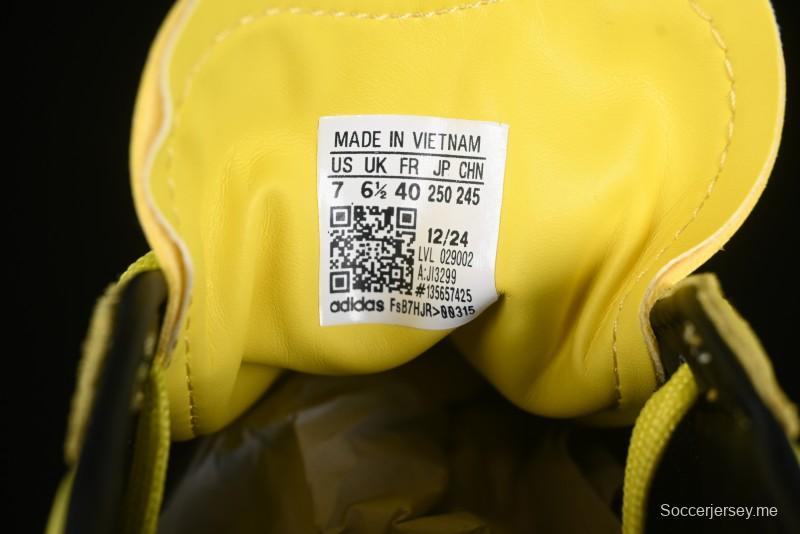 MADE IN VIETNAM
US UK FR JP CHN
7 6½ 40 250 245
12/24
LVL 029002
A:JI3299
#135657425
adidas FsB7HJR>00315
Soccerjersey.me